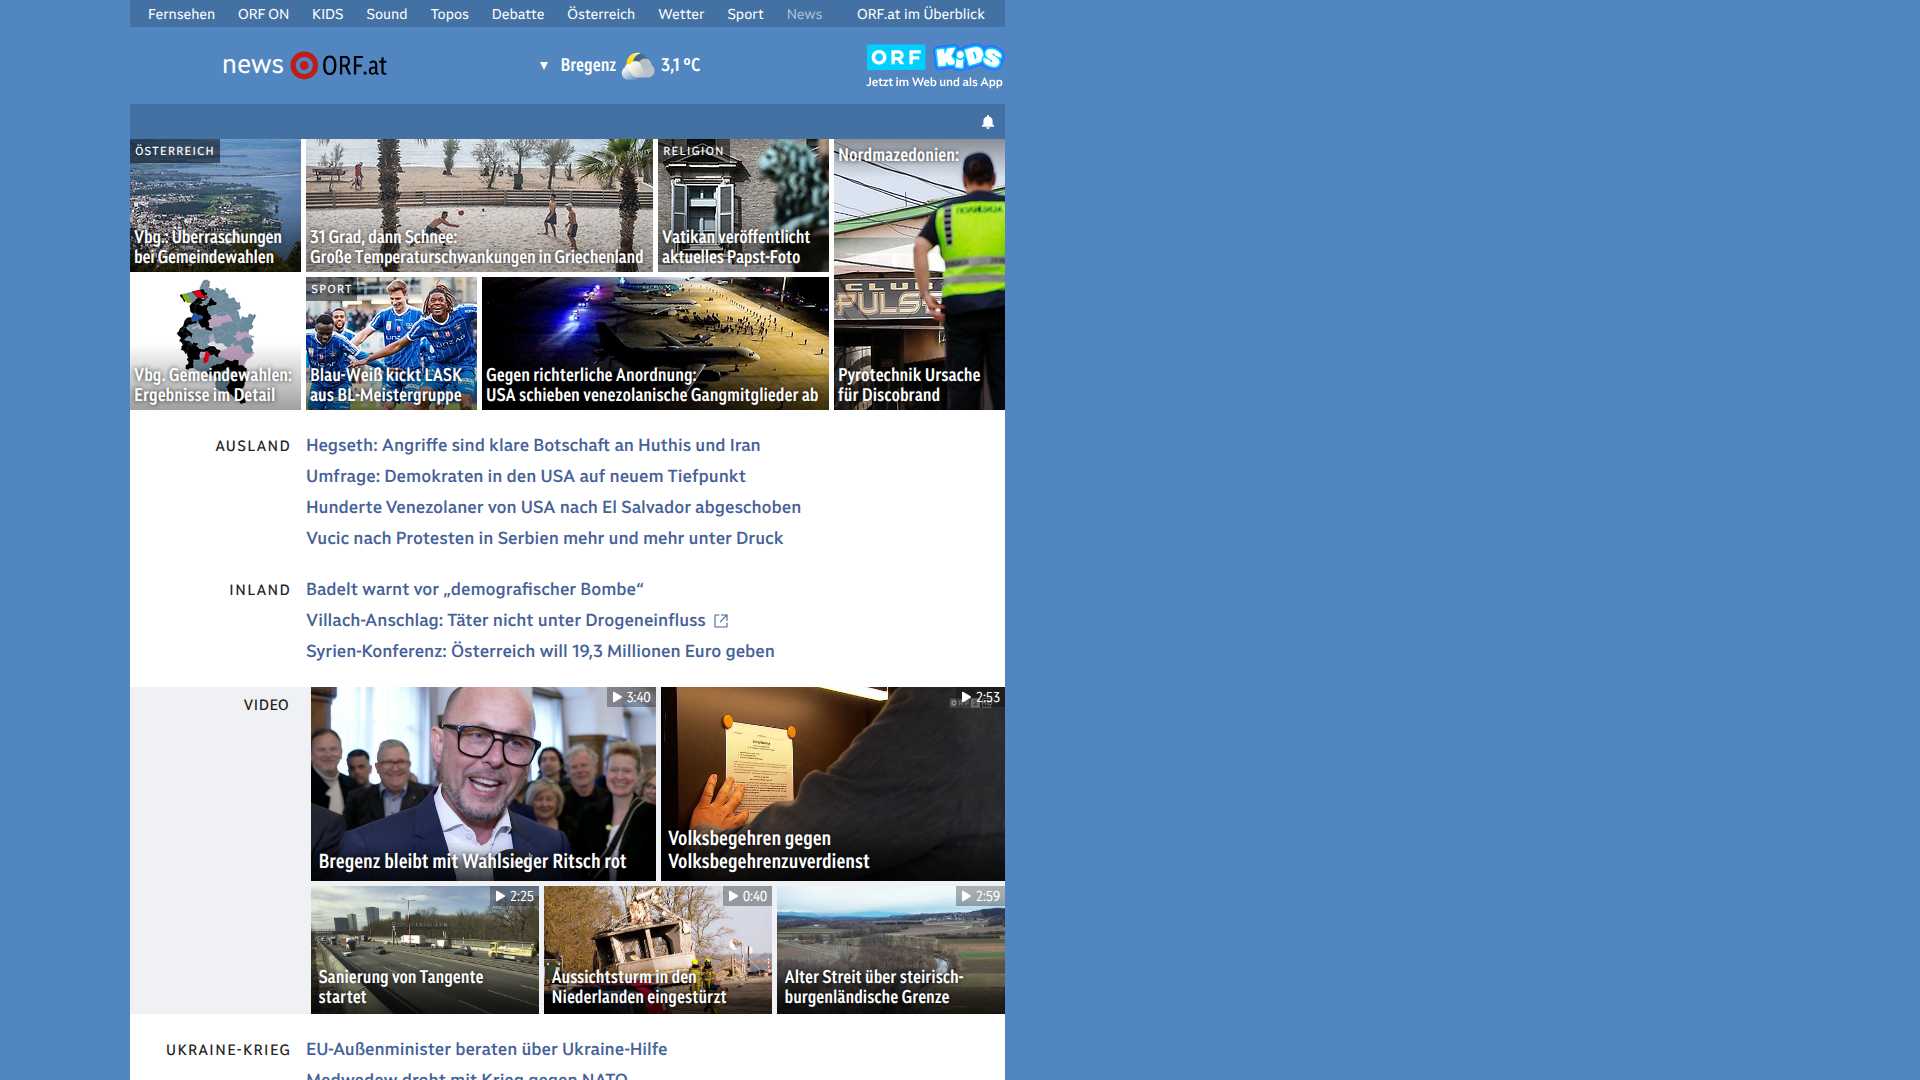 Fernsehen ORF ON KIDS Sound Topos Debatte Österreich Wetter Sport News ORF.at im Überblick
news ORF.at
Bregenz 3,1 °C
ORF KiDS
Jetzt im Web und als App
ÖSTERREICH
Vbg.: Überraschungen
bei Gemeindewahlen
31 Grad, dann Schnee:
Große Temperaturschwankungen in Griechenland
RELIGION
Vatikan veröffentlicht
aktuelles Papst-Foto
Nordmazedonien:
CLUB
PULSE
Pyrotechnik Ursache
für Discobrand
Vbg. Gemeindewahlen:
Ergebnisse im Detail
SPORT
Blau-Weiß kickt LASK
aus BL-Meistergruppe
Gegen richterliche Anordnung:
USA schieben venezolanische Gangmitglieder ab
AUSLAND
Hegseth: Angriffe sind klare Botschaft an Huthis und Iran
Umfrage: Demokraten in den USA auf neuem Tiefpunkt
Hunderte Venezolaner von USA nach El Salvador abgeschoben
Vucic nach Protesten in Serbien mehr und mehr unter Druck
INLAND
Badelt warnt vor „demografischer Bombe“
Villach-Anschlag: Täter nicht unter Drogeneinfluss
Syrien-Konferenz: Österreich will 19,3 Millionen Euro geben
VIDEO
3:40
Bregenz bleibt mit Wahlsieger Ritsch rot
2:53
Volksbegehren gegen
Volksbegehrenzuverdienst
2:25
Sanierung von Tangente
startet
0:40
Aussichtsturm in den
Niederlanden eingestürzt
2:59
Alter Streit über steirisch-
burgenländische Grenze
UKRAINE-KRIEG
EU-Außenminister beraten über Ukraine-Hilfe
Medwedew droht mit Krieg gegen NATO